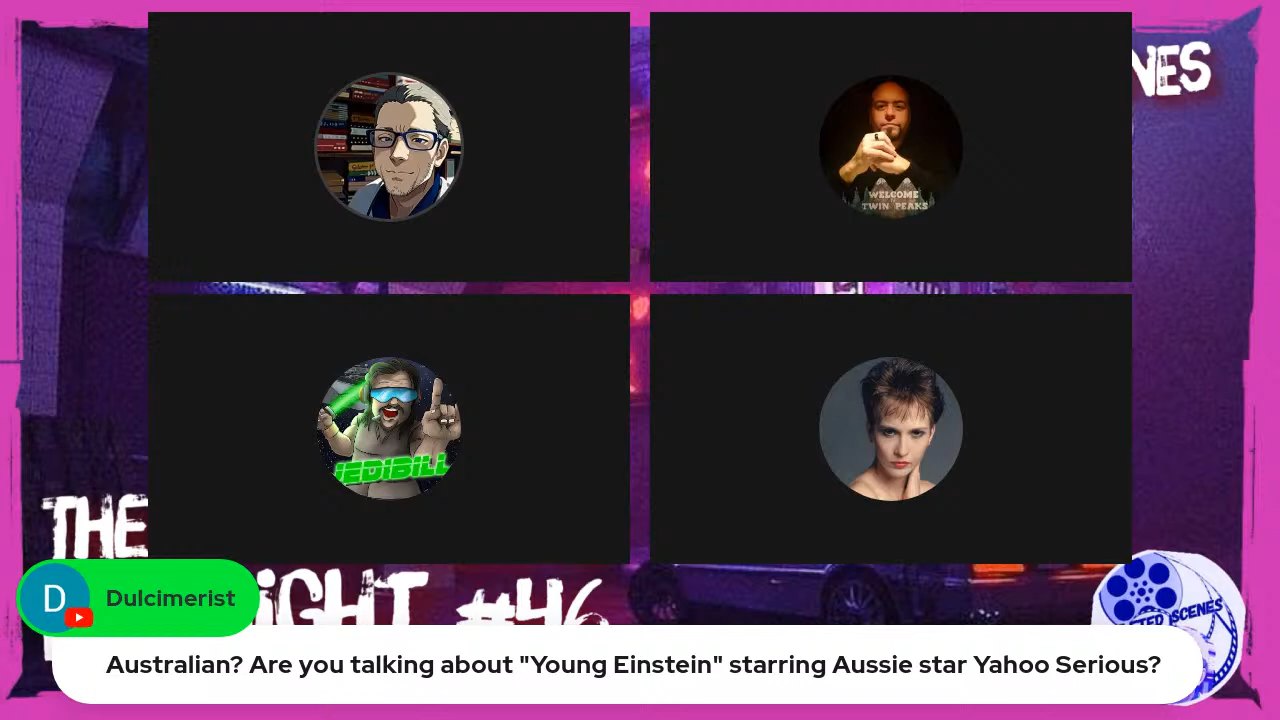 NES
WELCOME
TWIN PEAKS
JEDIBILL
THE
IGHT #46
D
Dulcimerist
SCENES
Australian? Are you talking about "Young Einstein" starring Aussie star Yahoo Serious?